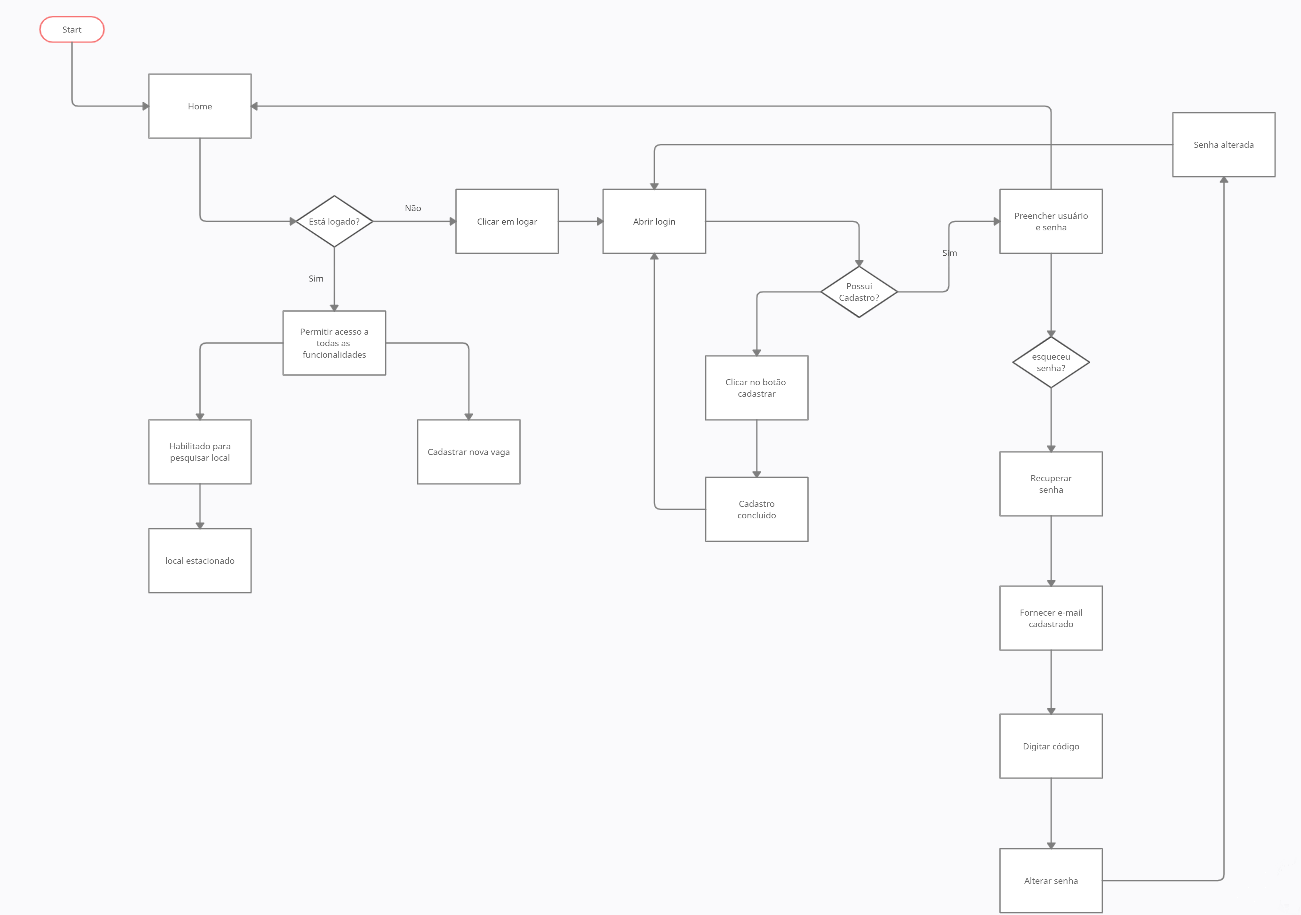 Start
Home
Senha alterada
Está logado?
Não
Clicar em logar
Abrir login
Preencher usuário
e senha
Sim
Sim
Possui
Cadastro?
Permitir acesso a
todas as
funcionalidades
esqueceu
senha?
Clicar no botão
cadastrar
Habilitado para
pesquisar local
Cadastrar nova vaga
Recuperar
senha
Cadastro
concluido
local estacionado
Fornecer e-mail
cadastrado
Digitar código
Alterar senha